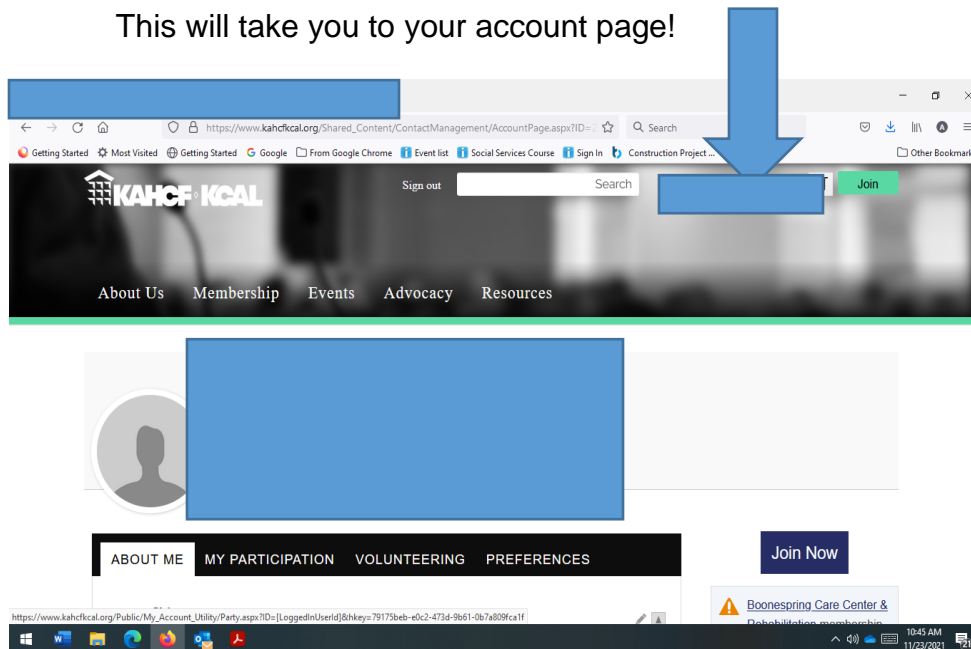 This will take you to your account page!
https://www.kahcfkcal.org/Shared_Content/ContactManagement/AccountPage.aspx?ID=
Search
Getting Started Most Visited Getting Started Google From Google Chrome Event list Social Services Course Sign In Construction Project ... Other Bookmark
KAHCF KCAL Sign out Search Join
About Us Membership Events Advocacy Resources
ABOUT ME MY PARTICIPATION VOLUNTEERING PREFERENCES
Join Now
Boonespring Care Center &
Rehabilitation membership
https://www.kahcfkcal.org/Public/My_Account_Utility/Party.aspx?ID=[LoggedInUserId]&hkey=79175beb-e0c2-473d-9b61-0b7a809fca1f
10:45 AM
11/23/2021
21